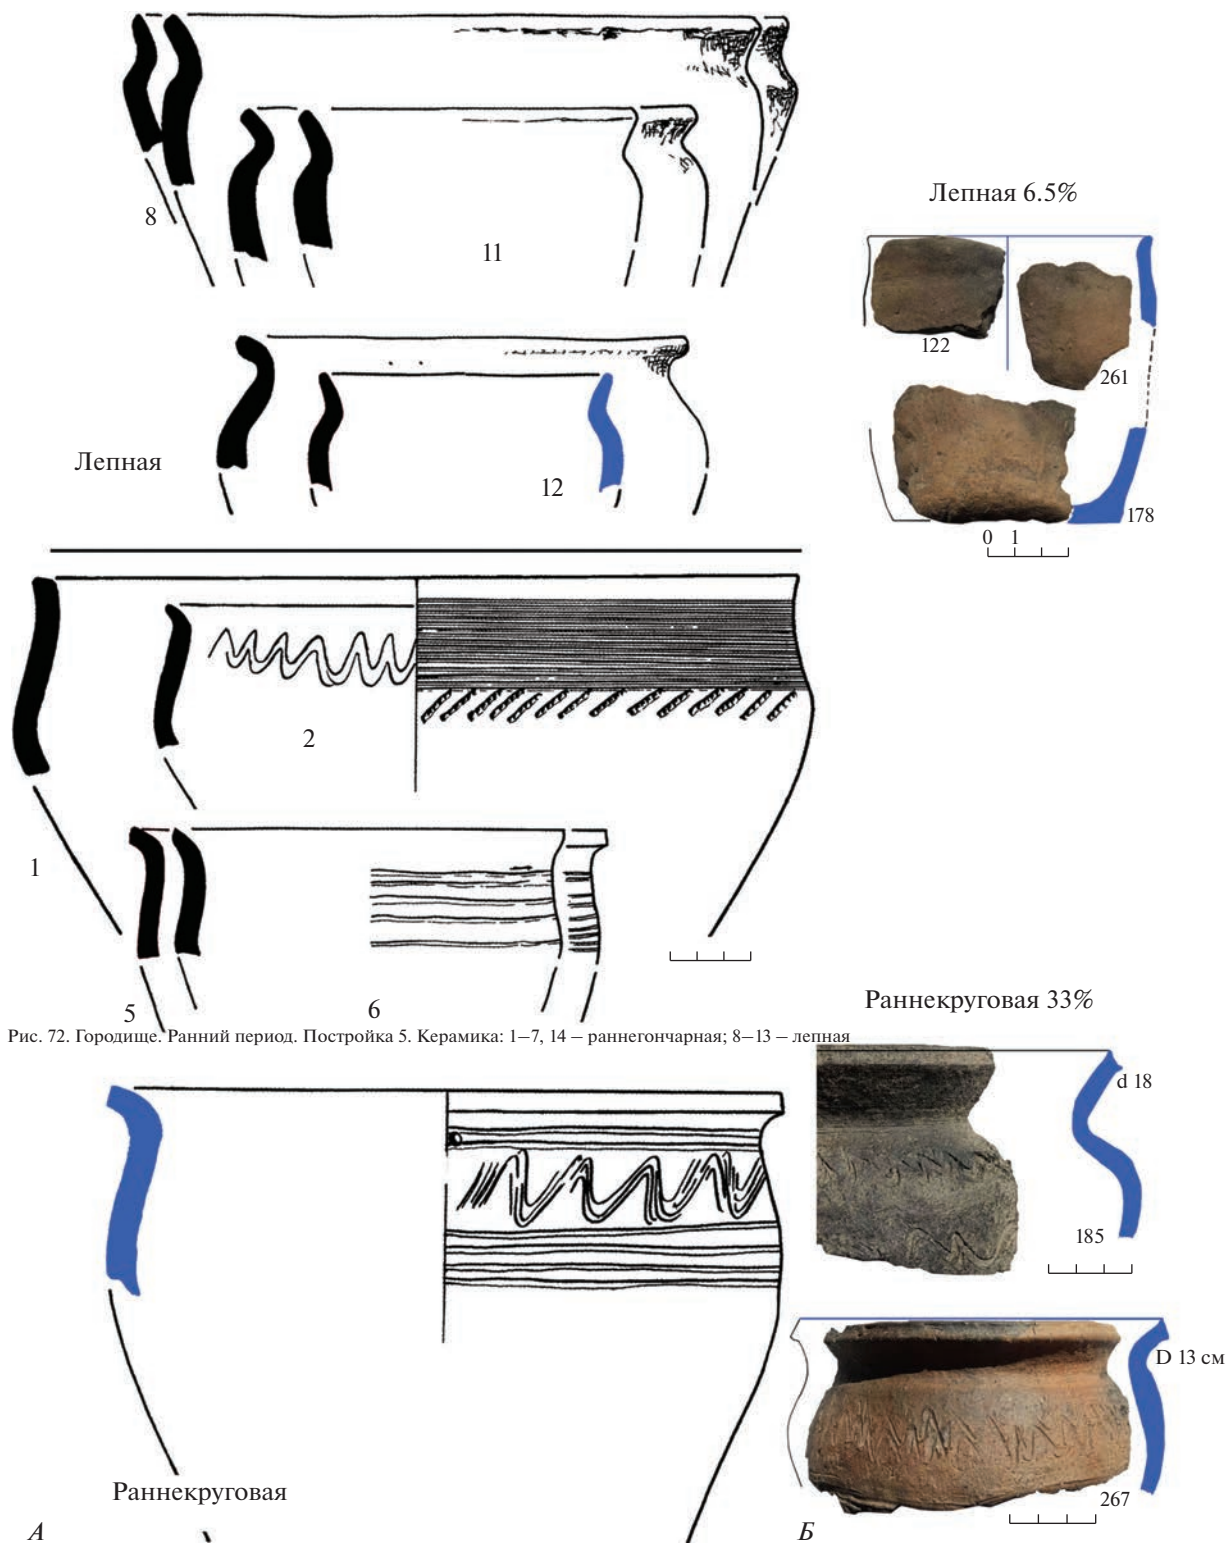 8
11
Лепная 6.5%
122
261
178
0 1
Лепная
12
2
1
5
6
Рис. 72. Городище. Ранний период. Постройка 5. Керамика: 1–7, 14 – раннегончарная; 8–13 – лепная
Раннекруговая 33%
d 18
185
D 13 см
267
Раннекруговая
А
Б